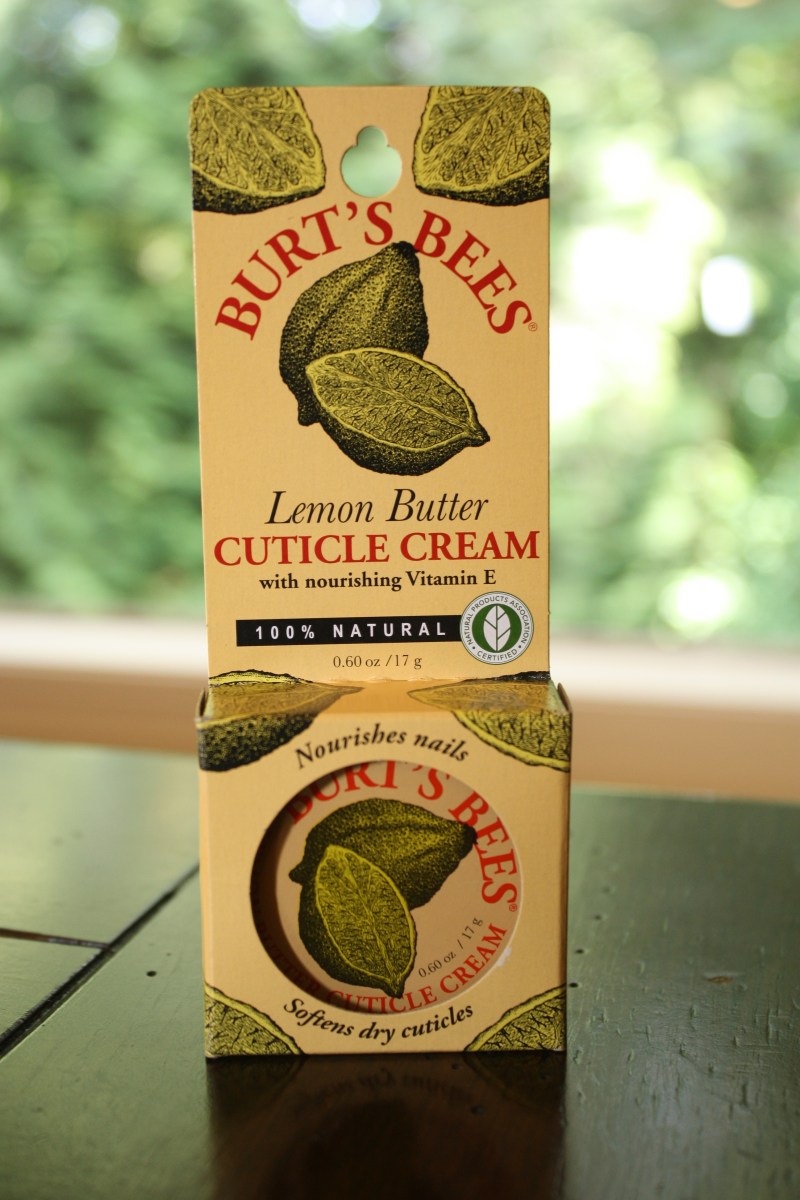 BURT'S BEES®
Lemon Butter
CUTICLE CREAM
with nourishing Vitamin E
100% NATURAL
NATURAL PRODUCTS ASSOCIATION
• CERTIFIED •
0.60 oz / 17 g
Nourishes nails
BURT'S BEES®
0.60 oz / 17 g
CUTICLE CREAM
Softens dry cuticles